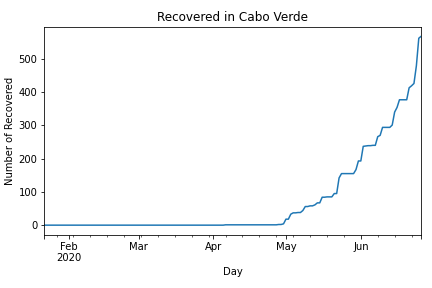 Recovered in Cabo Verde
Number of Recovered
500
400
300
200
100
0
Feb
2020
Mar
Apr
May
Jun
Day